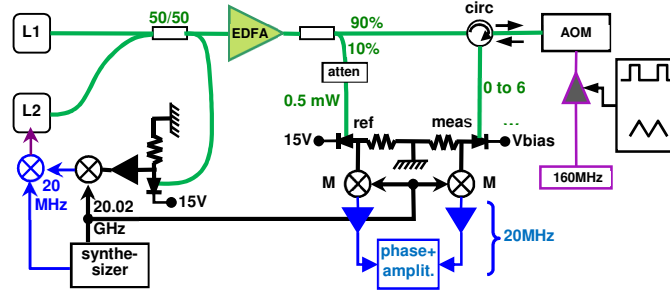 L1
50/50
EDFA
90%
10%
circ
AOM
L2
atten
0.5 mW
0 to 6
...
15V
ref
meas
Vbias
20
MHz
15V
M
M
160MHz
20.02
GHz
synthe-
sizer
phase+
amplit.
20MHz